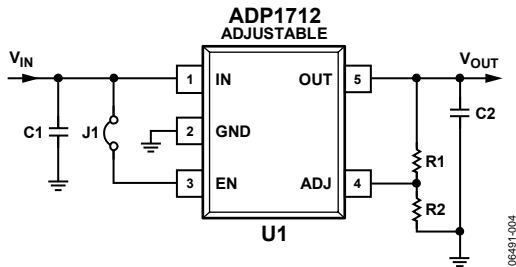 ADP1712
ADJUSTABLE
VIN
VOUT
1 IN
OUT 5
C1
J1
2 GND
C2
R1
3 EN
ADJ 4
R2
U1
06491-004